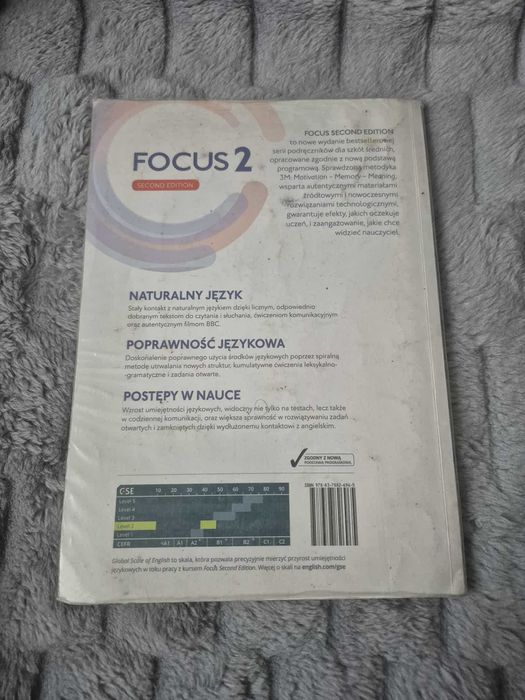 FOCUS 2
SECOND EDITION
FOCUS SECOND EDITION
to nowe wydanie bestsellerowej
serii podręczników dla szkół średnich,
opracowane zgodnie z nową podstawą
programową. Sprawdzona metodyka
3M: Motivation – Memory – Meaning,
wsparta autentycznymi materiałami
źródłowymi i nowoczesnymi
rozwiązaniami technologicznymi,
gwarantuje efekty, jakich oczekuje
uczeń, i zaangażowanie, jakie chce
widzieć nauczyciel.
NATURALNY JĘZYK
Stały kontakt z naturalnym językiem dzięki licznym, odpowiednio
dobranym tekstom do czytania i słuchania, ćwiczeniom komunikacyjnym
oraz autentycznym filmom BBC.
POPRAWNOŚĆ JĘZYKOWA
Doskonalenie poprawnego użycia środków językowych poprzez spiralną
metodę utrwalania nowych struktur, kumulatywne ćwiczenia leksykalno-
-gramatyczne i zadania otwarte.
POSTĘPY W NAUCE
Wzrost umiejętności językowych, widoczny nie tylko na testach, lecz także
w codziennej komunikacji, oraz większa sprawność w rozwiązywaniu zadań
otwartych i zamkniętych dzięki wydłużonemu kontaktowi z angielskim.
ZGODNY Z NOWĄ
PODSTAWĄ PROGRAMOWĄ
GSE 10 20 30 40 50 60 70 80 90
Level 5
Level 4
Level 3
Level 2
Level 1
CEFR <A1 A1 A2 + B1 + B2 + C1 C2
Global Scale of English to skala, która pozwala precyzyjnie mierzyć przyrost umiejętności
językowych w toku pracy z kursem Focus Second Edition. Więcej o skali na english.com/gse